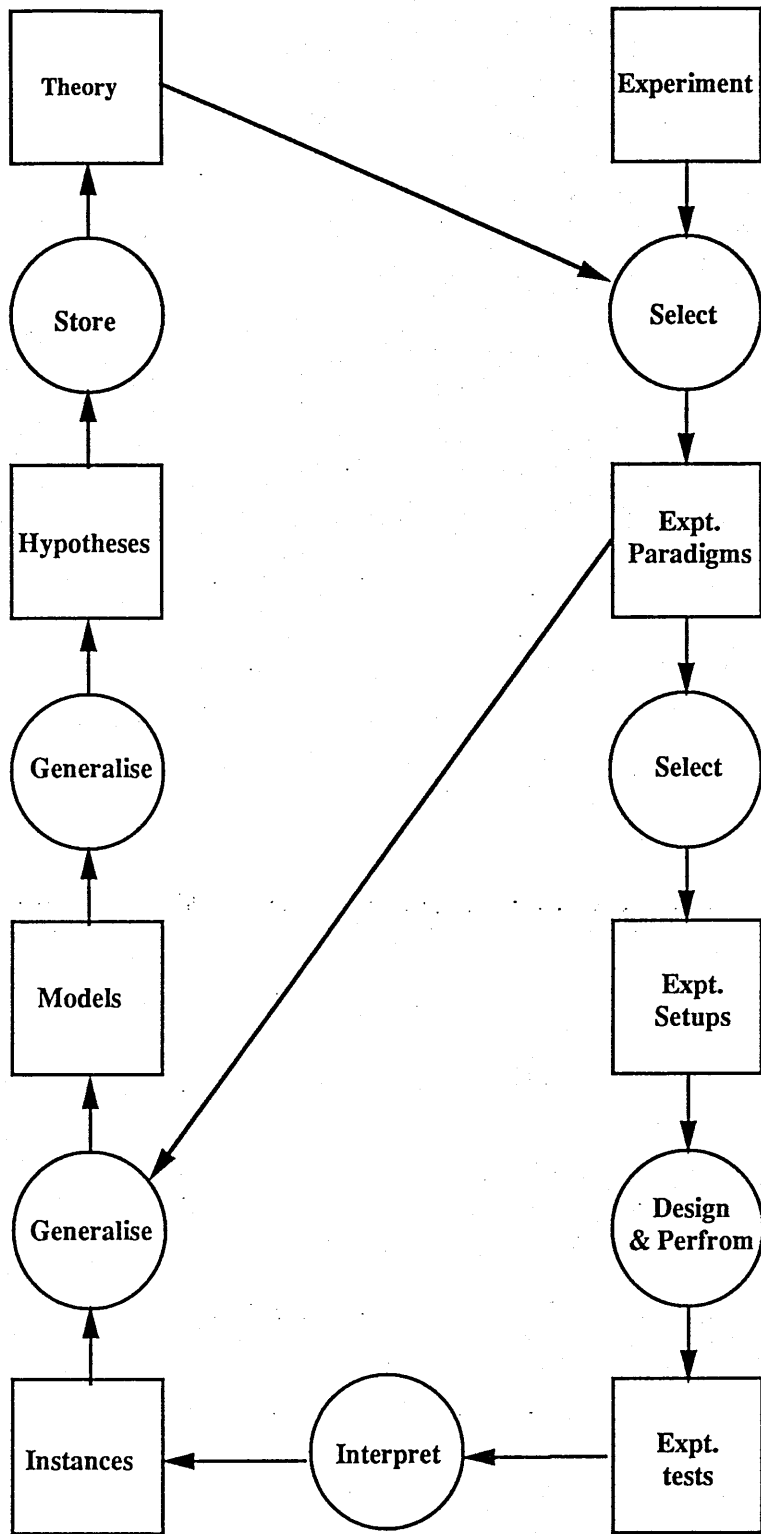 Theory
Experiment
Store
Select
Hypotheses
Expt.
Paradigms
Generalise
Select
Models
Expt.
Setups
Generalise
Design
& Perfrom
Instances
Interpret
Expt.
tests